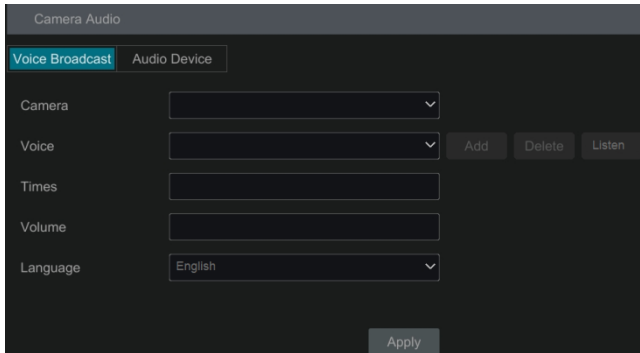 Camera Audio
Voice Broadcast Audio Device
Camera
Voice Add Delete Listen
Times
Volume
Language English
Apply